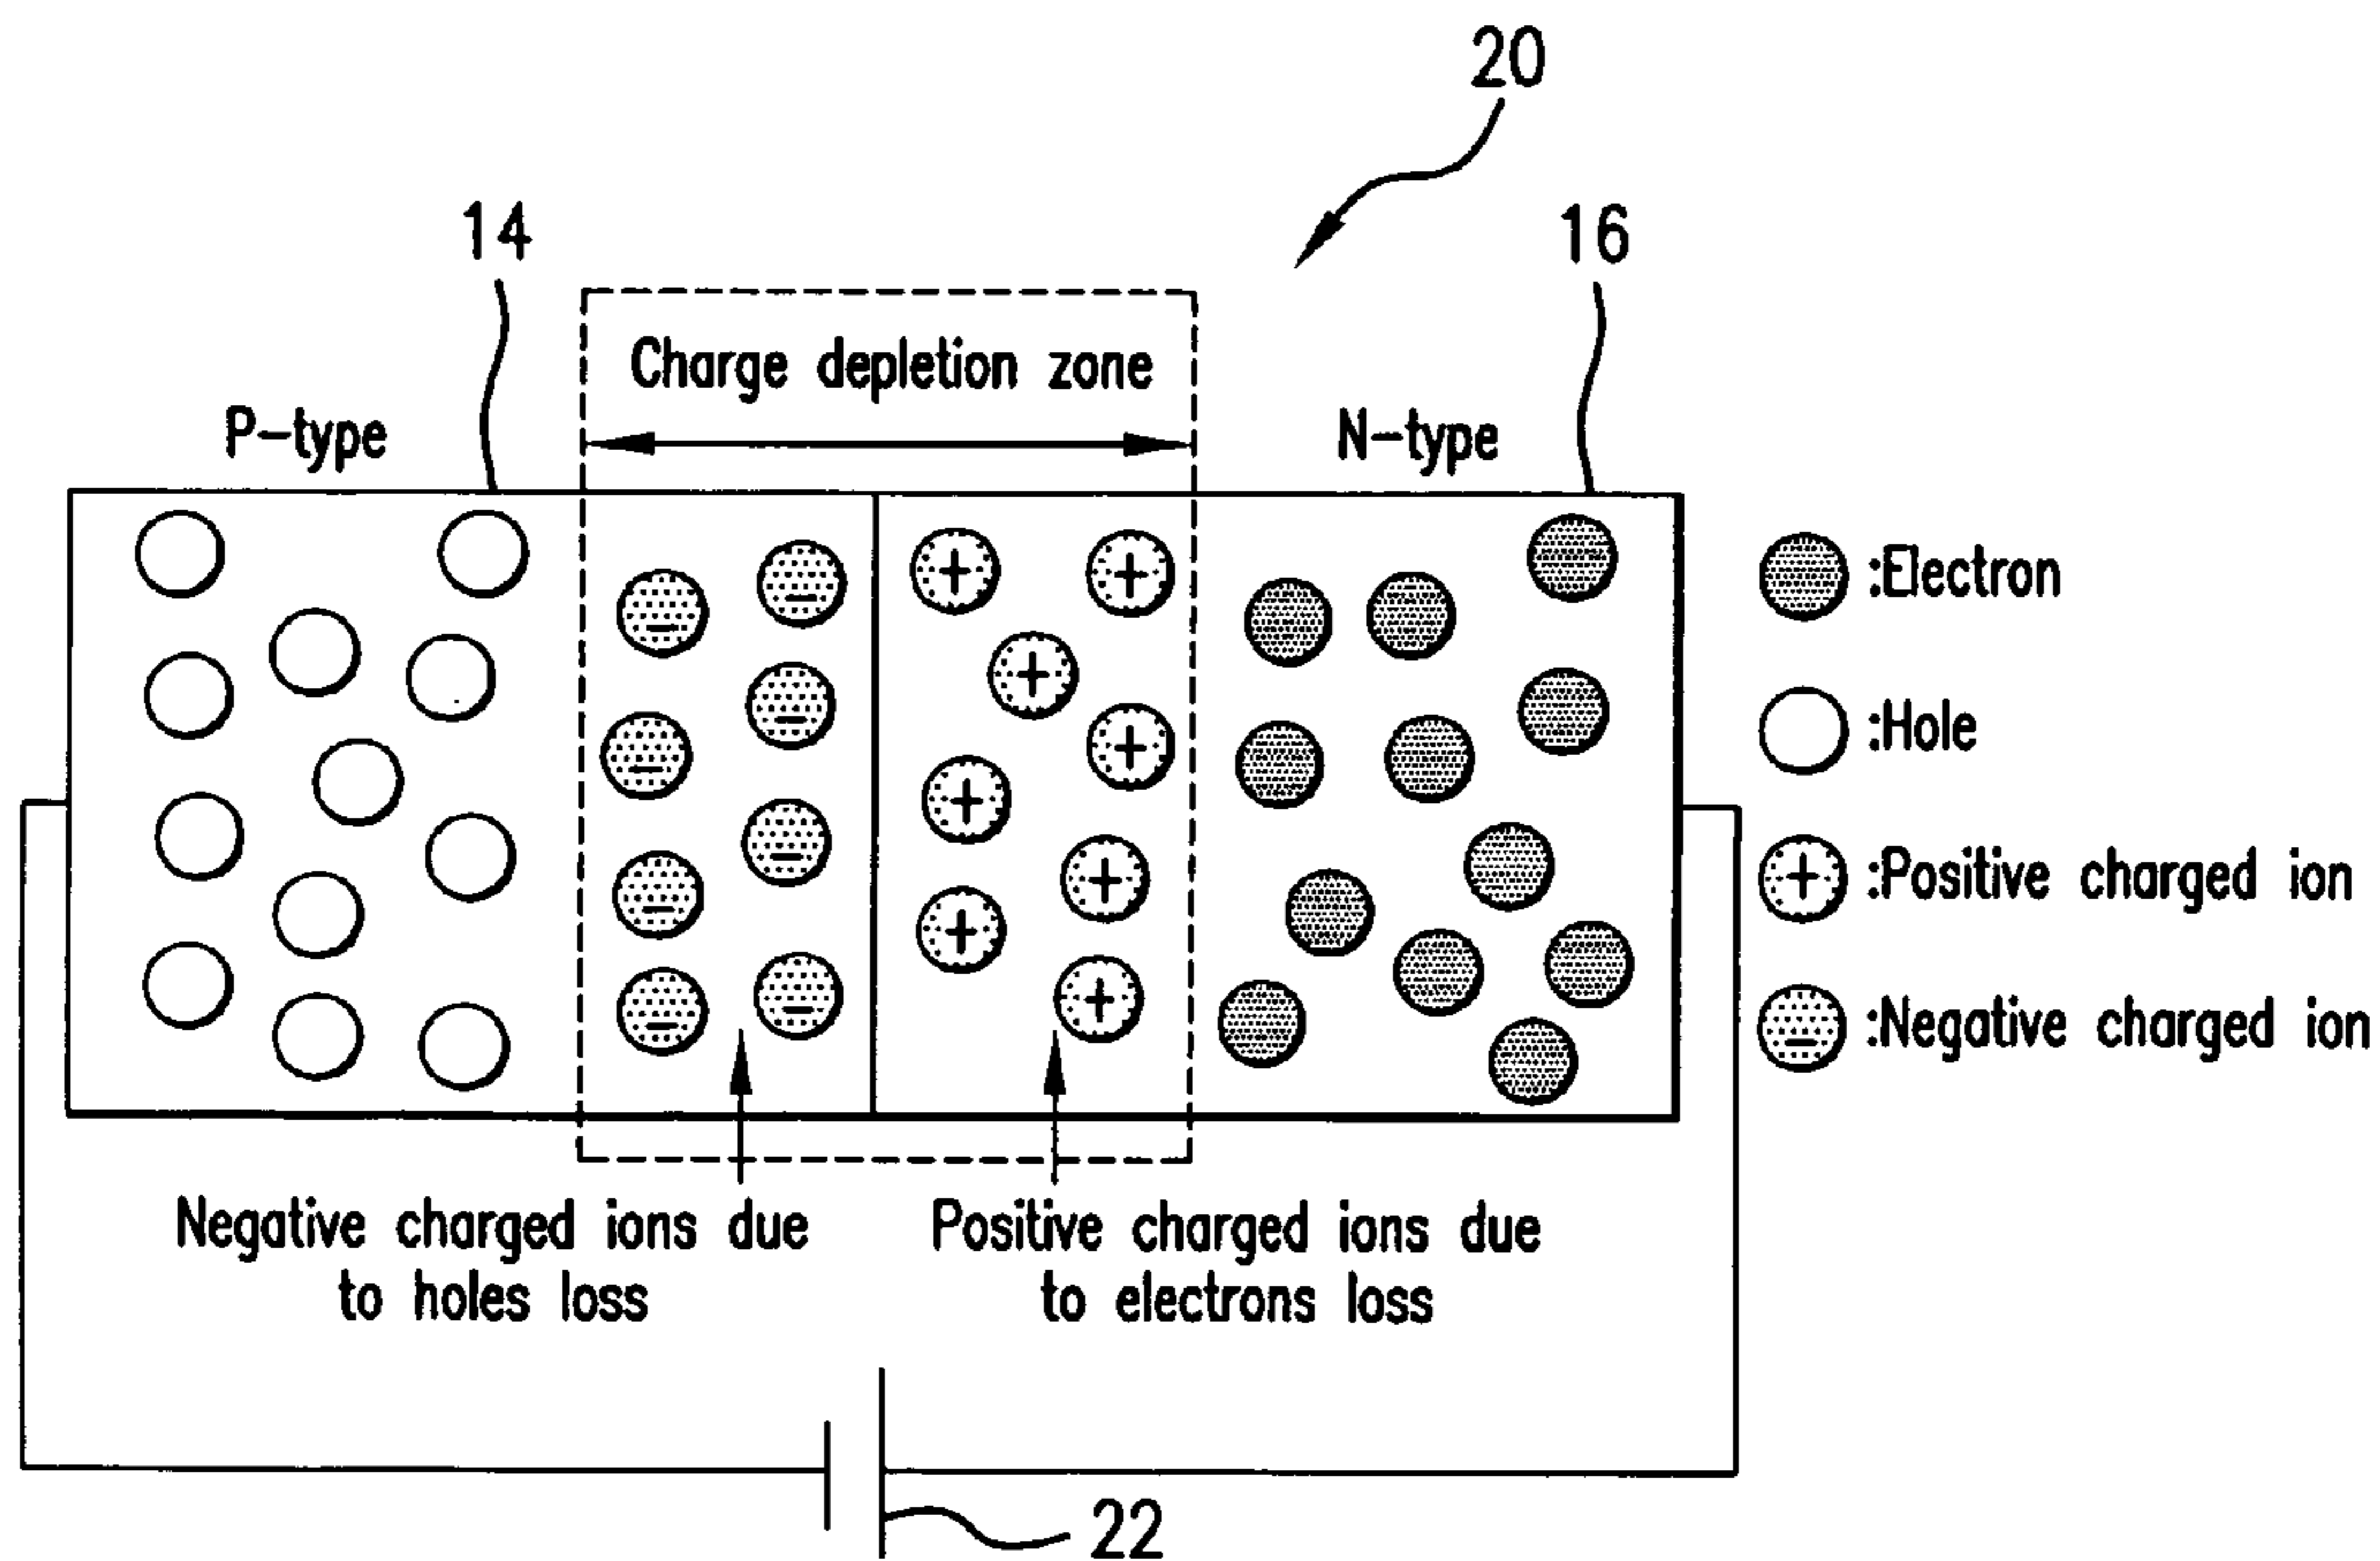 20
14
16
Charge depletion zone
P-type
N-type
:Electron
:Hole
:Positive charged ion
:Negative charged ion
Negative charged ions due
to holes loss
Positive charged ions due
to electrons loss
22